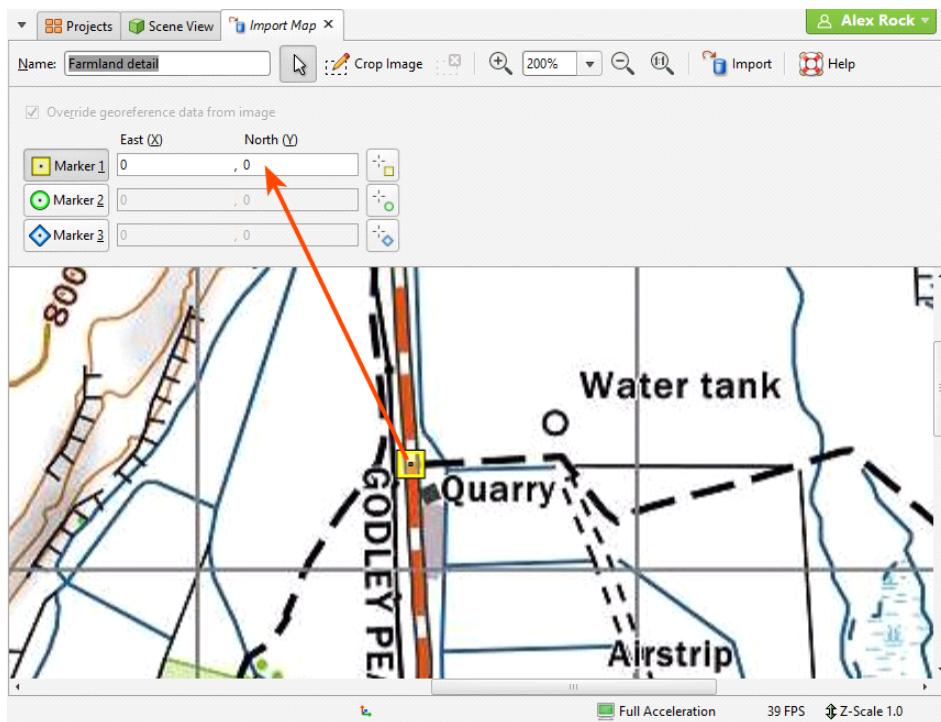 Projects Scene View Import Map × Alex Rock
Name: Farmland detail Crop Image 200% 1:1 Import Help
Override georeference data from image
East (X) North (Y)
Marker 1 0 , 0
Marker 2 0 , 0
Marker 3 0 , 0
800
Water tank
Quarry
GODLEY PE
Airstrip
Full Acceleration 39 FPS Z-Scale 1.0